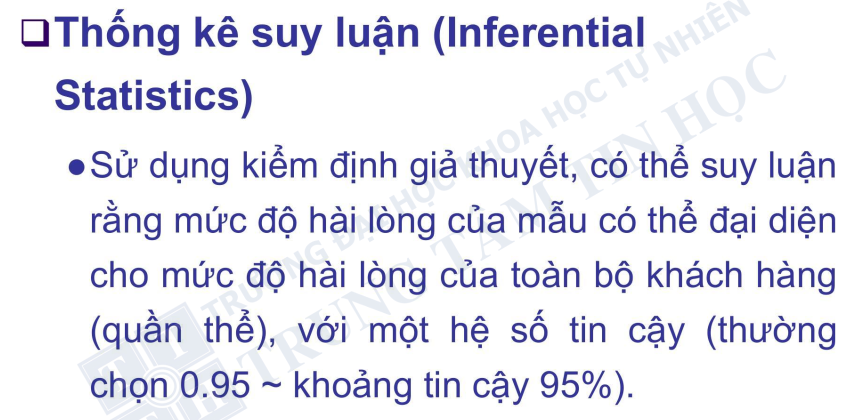 ❑Thống kê suy luận (Inferential
Statistics)
●Sử dụng kiểm định giả thuyết, có thể suy luận
rằng mức độ hài lòng của mẫu có thể đại diện
cho mức độ hài lòng của toàn bộ khách hàng
(quần thể), với một hệ số tin cậy (thường
chọn 0.95 ~ khoảng tin cậy 95%).
TRƯỜNG ĐẠI HỌC KHOA HỌC TỰ NHIÊN
TRUNG TÂM TIN HỌC